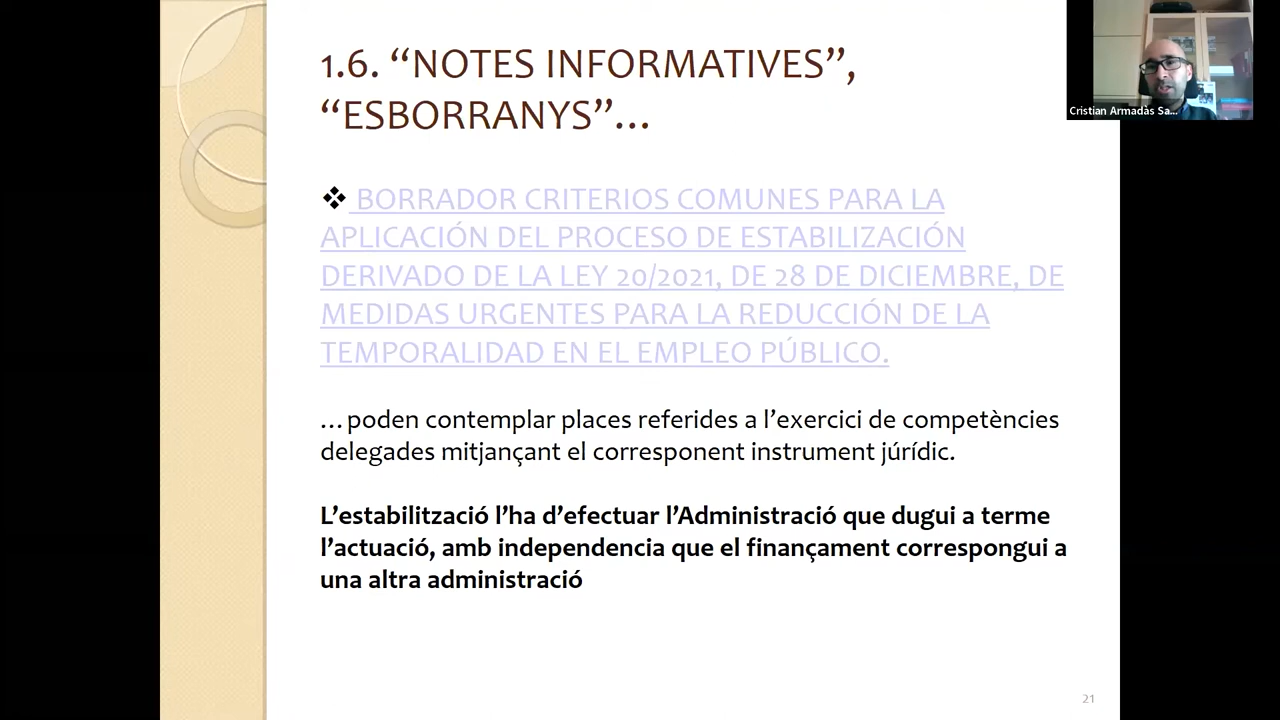 1.6. “NOTES INFORMATIVES”,
“ESBORRANYS”…
❖ BORRADOR CRITERIOS COMUNES PARA LA
APLICACIÓN DEL PROCESO DE ESTABILIZACIÓN
DERIVADO DE LA LEY 20/2021, DE 28 DE DICIEMBRE, DE
MEDIDAS URGENTES PARA LA REDUCCIÓN DE LA
TEMPORALIDAD EN EL EMPLEO PÚBLICO.
…poden contemplar places referides a l’exercici de competències
delegades mitjançant el corresponent instrument júrídic.
L’estabilització l’ha d’efectuar l’Administració que dugui a terme
l’actuació, amb independencia que el finançament correspongui a
una altra administració
21
Cristian Armadàs Sa...